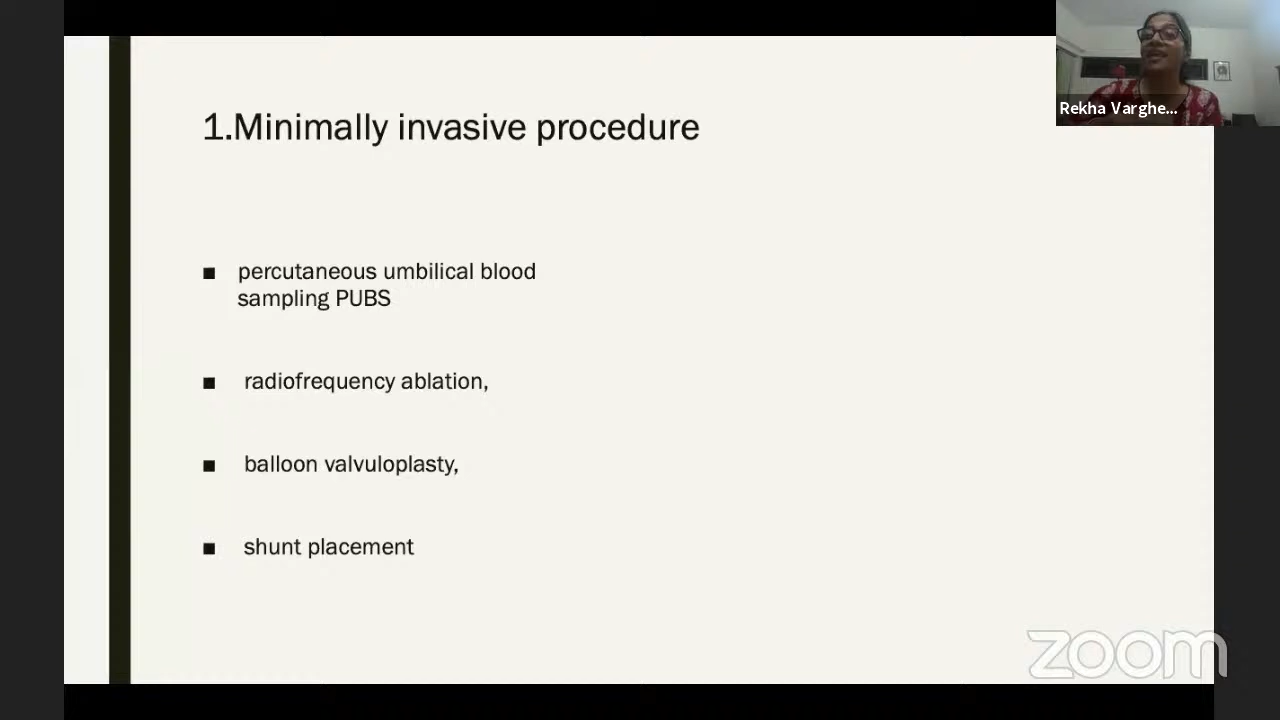 1.Minimally invasive procedure
Rekha Varghe...
■ percutaneous umbilical blood
sampling PUBS
■ radiofrequency ablation,
■ balloon valvuloplasty,
■ shunt placement
zoom